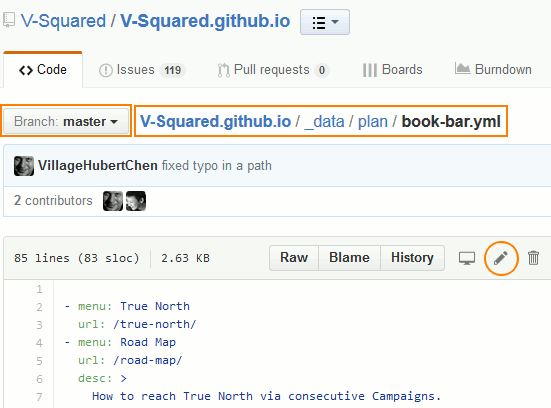 V-Squared / V-Squared.github.io
Code Issues 119 Pull requests 0 Boards Burndown
Branch: master V-Squared.github.io / _data / plan / book-bar.yml
VillageHubertChen fixed typo in a path
2 contributors
85 lines (83 sloc) 2.63 KB Raw Blame History
1
2 - menu: True North
3 url: /true-north/
4 - menu: Road Map
5 url: /road-map/
6 desc: >
7 How to reach True North via consecutive Campaigns.